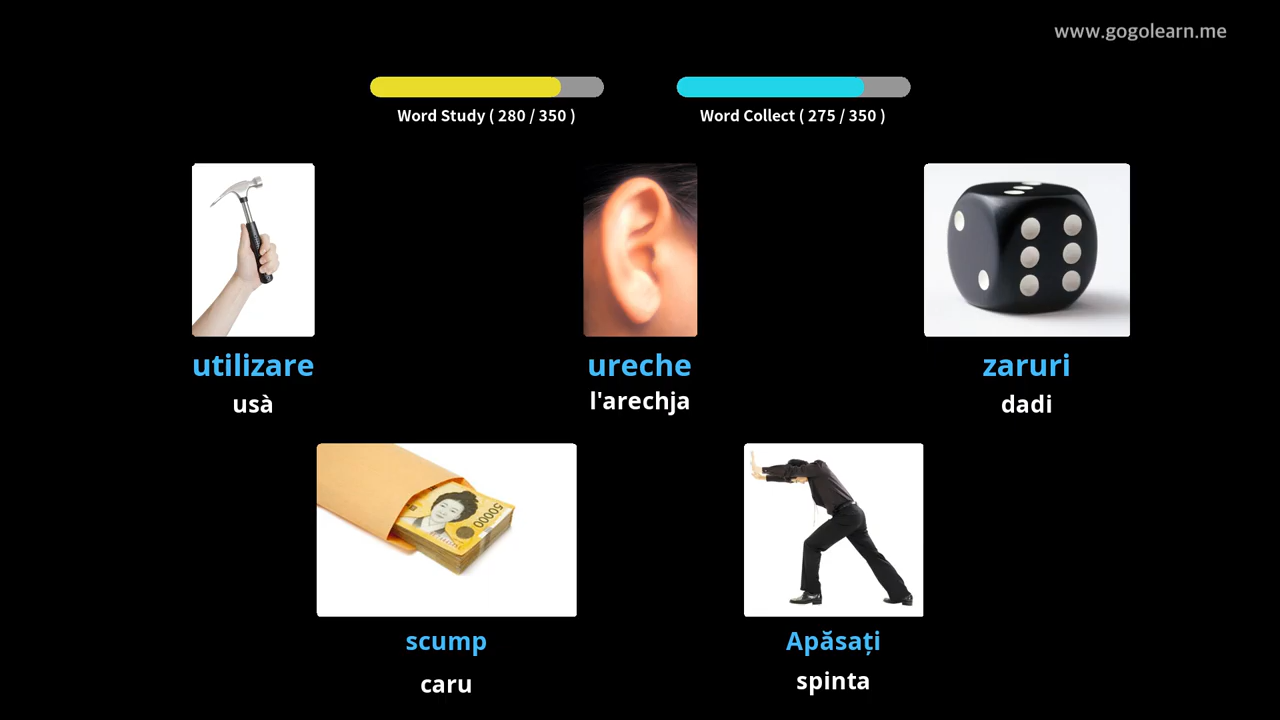 www.gogolearn.me
Word Study ( 280 / 350 )
Word Collect ( 275 / 350 )
utilizare
usà
ureche
l'arechja
zaruri
dadi
50000
scump
caru
Apăsați
spinta